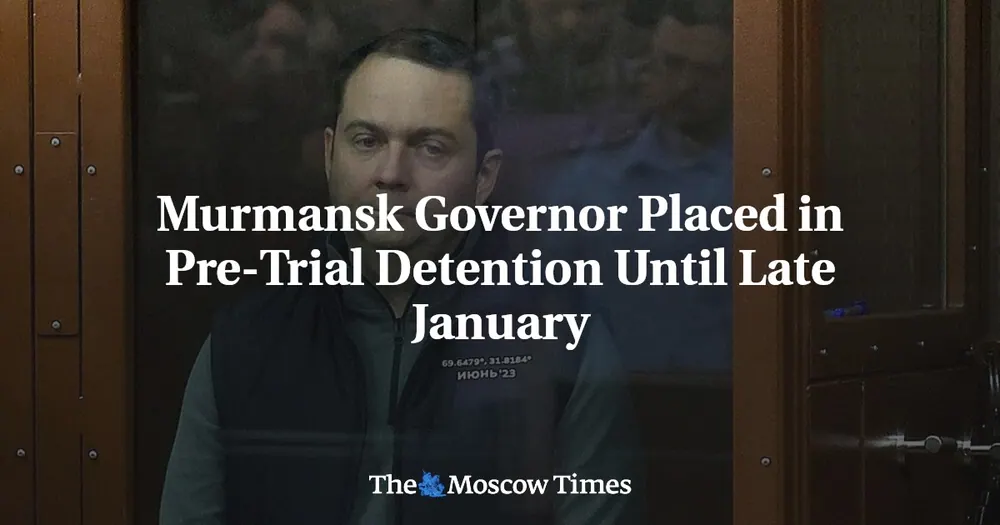 Murmansk Governor Placed in
Pre-Trial Detention Until Late
January
69.6479°, 31.8184°
ИЮНЬ'23
The Moscow Times